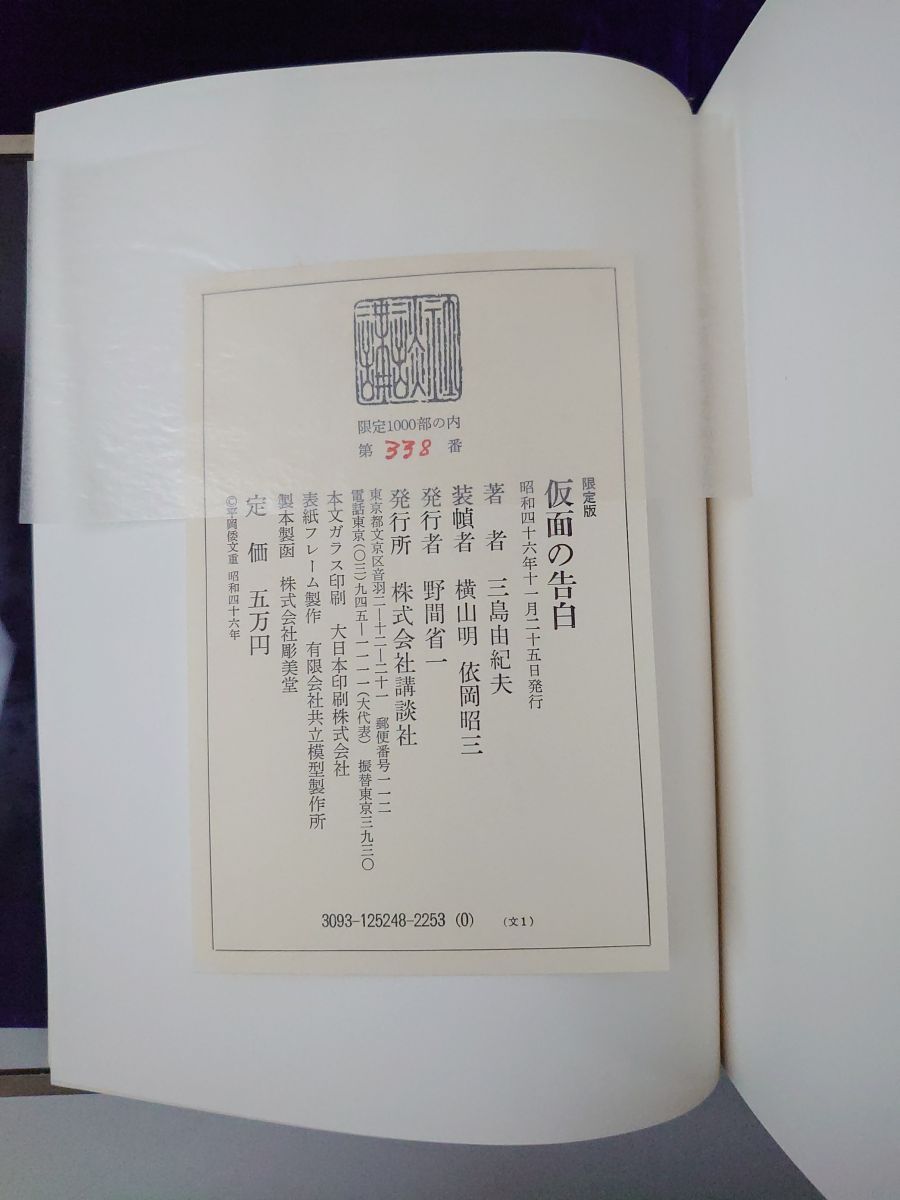 講談社
限定1000部の内
第 338 番
限定版
仮面の告白
昭和四十六年十一月二十五日発行
著者 三島由紀夫
装幀者 横山明 依岡昭三
発行者 野間省一
発行所 株式会社講談社
東京都文京区音羽二―十二―二十一 郵便番号一一二
電話東京(〇三)九四五―一一一一(大代表) 振替東京三九三〇
本文ガラス印刷 大日本印刷株式会社
表紙フレーム製作 有限会社共立模型製作所
製本製函 株式会社彫美堂
定価 五万円
©平岡倭文重 昭和四十六年
3093-125248-2253 (0) (文1)